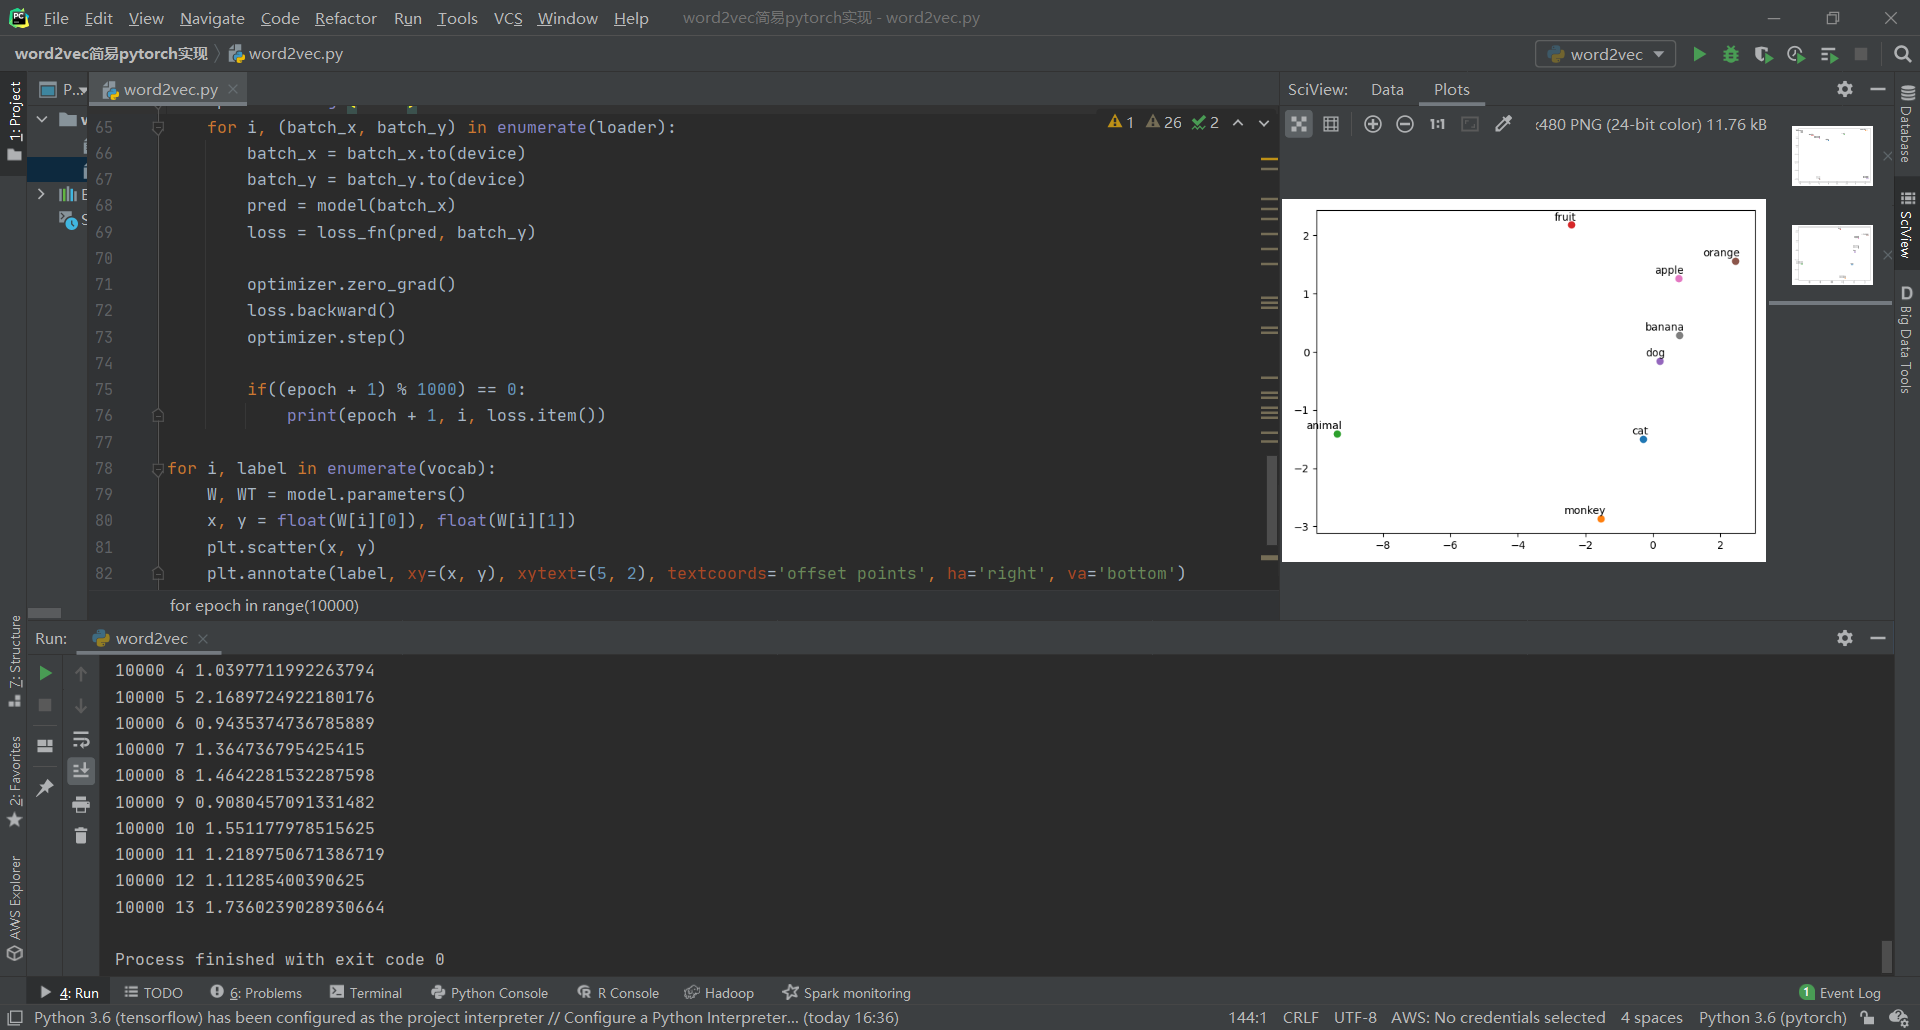 File Edit View Navigate Code Refactor Run Tools VCS Window Help word2vec简易pytorch实现 - word2vec.py
word2vec简易pytorch实现 word2vec.py
word2vec
1: Project
P...
word2vec.py
65 for i, (batch_x, batch_y) in enumerate(loader):
66 batch_x = batch_x.to(device)
67 batch_y = batch_y.to(device)
68 pred = model(batch_x)
69 loss = loss_fn(pred, batch_y)
70
71 optimizer.zero_grad()
72 loss.backward()
73 optimizer.step()
74
75 if((epoch + 1) % 1000) == 0:
76 print(epoch + 1, i, loss.item())
77
78 for i, label in enumerate(vocab):
79 W, WT = model.parameters()
80 x, y = float(W[i][0]), float(W[i][1])
81 plt.scatter(x, y)
82 plt.annotate(label, xy=(x, y), xytext=(5, 2), textcoords='offset points', ha='right', va='bottom')
for epoch in range(10000)
1 26 2
SciView: Data Plots
1:1
480 PNG (24-bit color) 11.76 kB
fruit
orange
apple
banana
dog
animal
cat
monkey
2
1
0
−1
−2
−3
−8 −6 −4 −2 0 2
Database
SciView
D Big Data Tools
7: Structure
2: Favorites
AWS Explorer
Run: word2vec
10000 4 1.0397711992263794
10000 5 2.1689724922180176
10000 6 0.9435374736785889
10000 7 1.364736795425415
10000 8 1.4642281532287598
10000 9 0.9080457091331482
10000 10 1.551177978515625
10000 11 1.2189750671386719
10000 12 1.11285400390625
10000 13 1.7360239028930664
Process finished with exit code 0
4: Run TODO 6: Problems Terminal Python Console R Console Hadoop Spark monitoring 1 Event Log
Python 3.6 (tensorflow) has been configured as the project interpreter // Configure a Python Interpreter... (today 16:36) 144:1 CRLF UTF-8 AWS: No credentials selected 4 spaces Python 3.6 (pytorch)